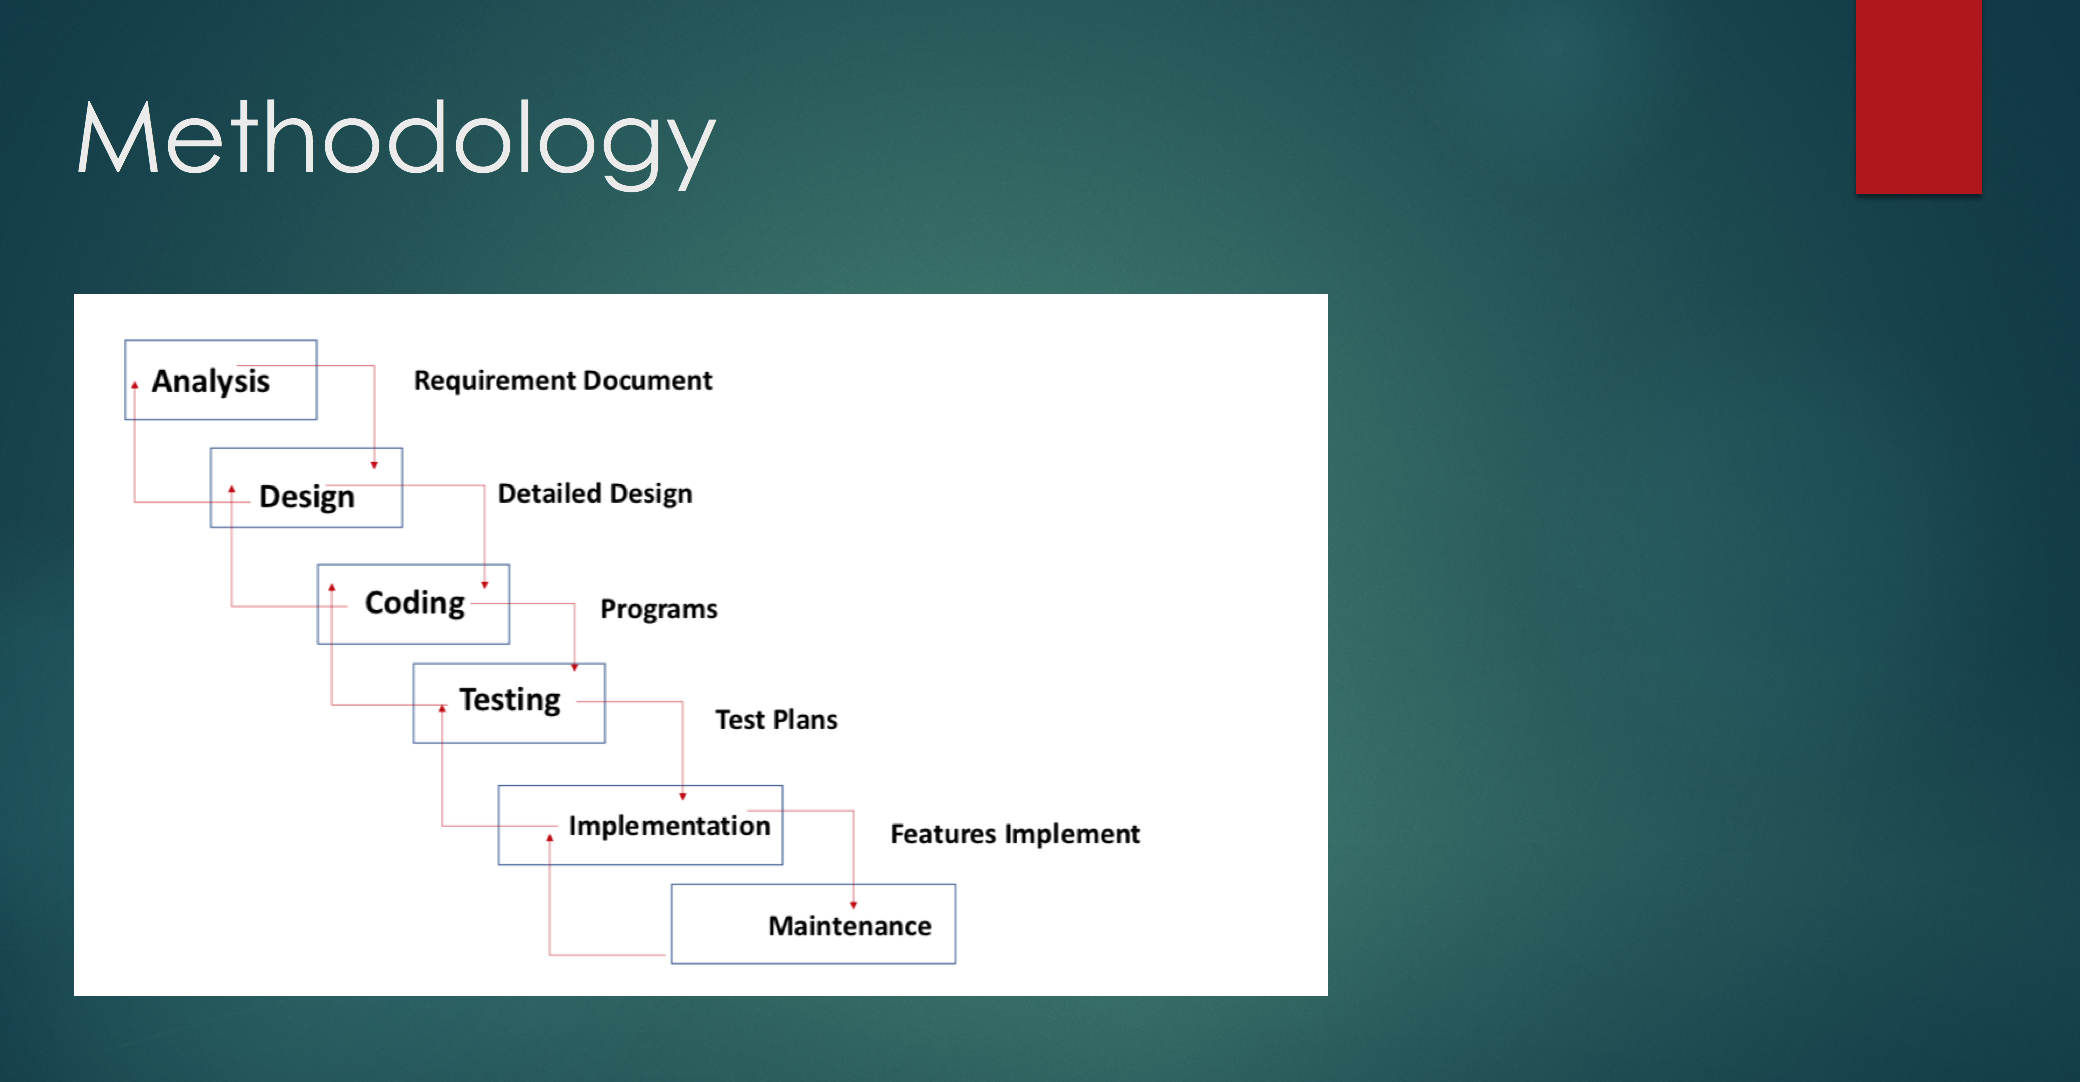 Methodology
Analysis
Requirement Document
Design
Detailed Design
Coding
Programs
Testing
Test Plans
Implementation
Features Implement
Maintenance